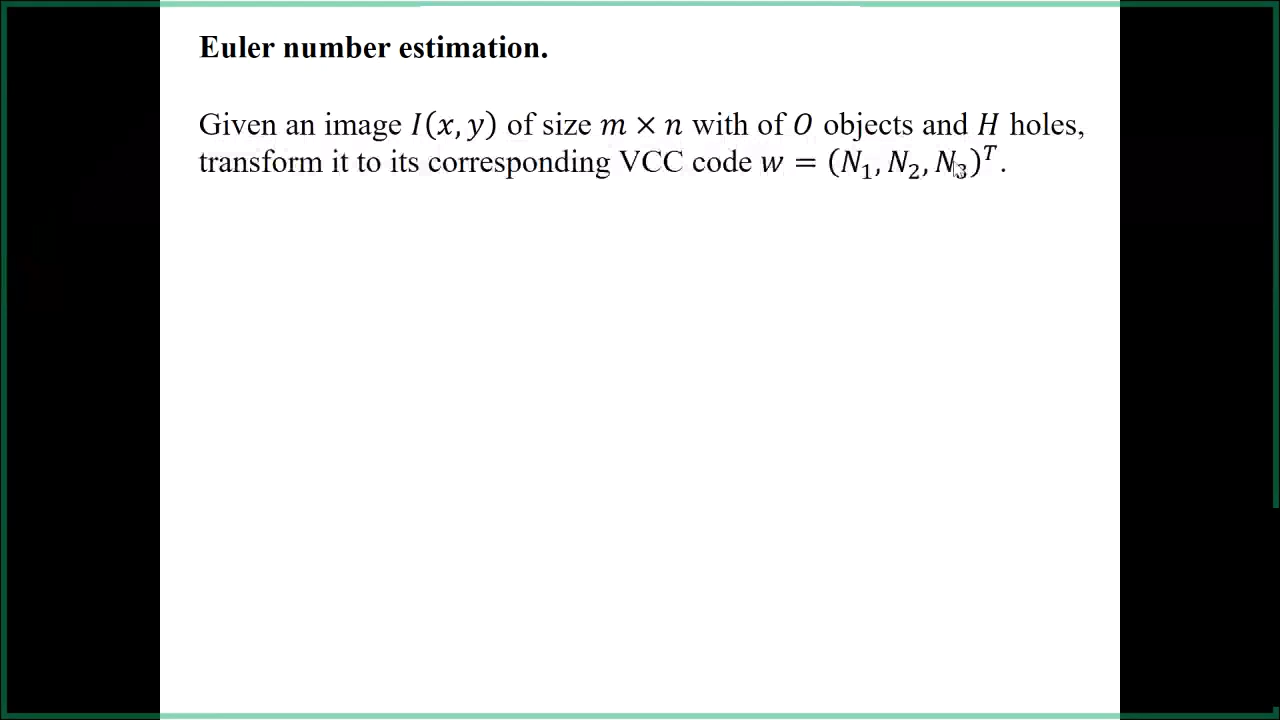 Euler number estimation.
Given an image I(x, y) of size m × n with of O objects and H holes,
transform it to its corresponding VCC code w = (N₁, N₂, N₃)ᵀ.